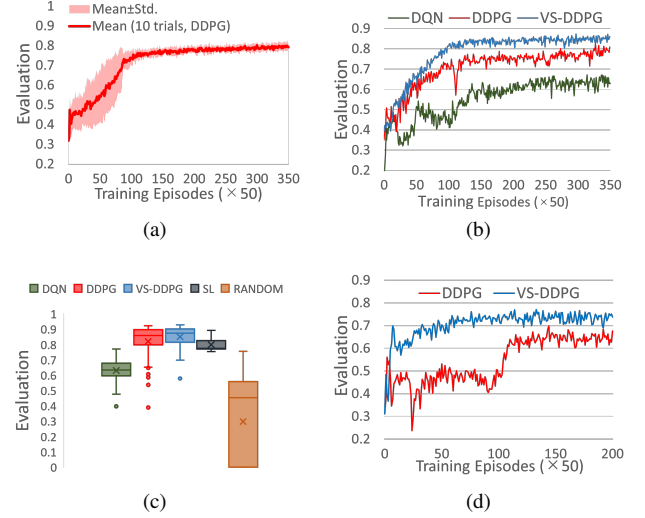 Mean±Std.
Mean (10 trials, DDPG)
Evaluation
1
0.9
0.8
0.7
0.6
0.5
0.4
0.3
0.2
0 50 100 150 200 250 300 350
Training Episodes (×50)
(a)
DQN DDPG VS-DDPG
Evaluation
0.9
0.8
0.7
0.6
0.5
0.4
0.3
0.2
0 50 100 150 200 250 300 350
Training Episodes (×50)
(b)
DQN DDPG VS-DDPG SL RANDOM
Evaluation
1
0.9
0.8
0.7
0.6
0.5
0.4
0.3
0.2
0.1
0
(c)
DDPG VS-DDPG
Evaluation
0.9
0.8
0.7
0.6
0.5
0.4
0.3
0.2
0 50 100 150 200
Training Episodes (×50)
(d)